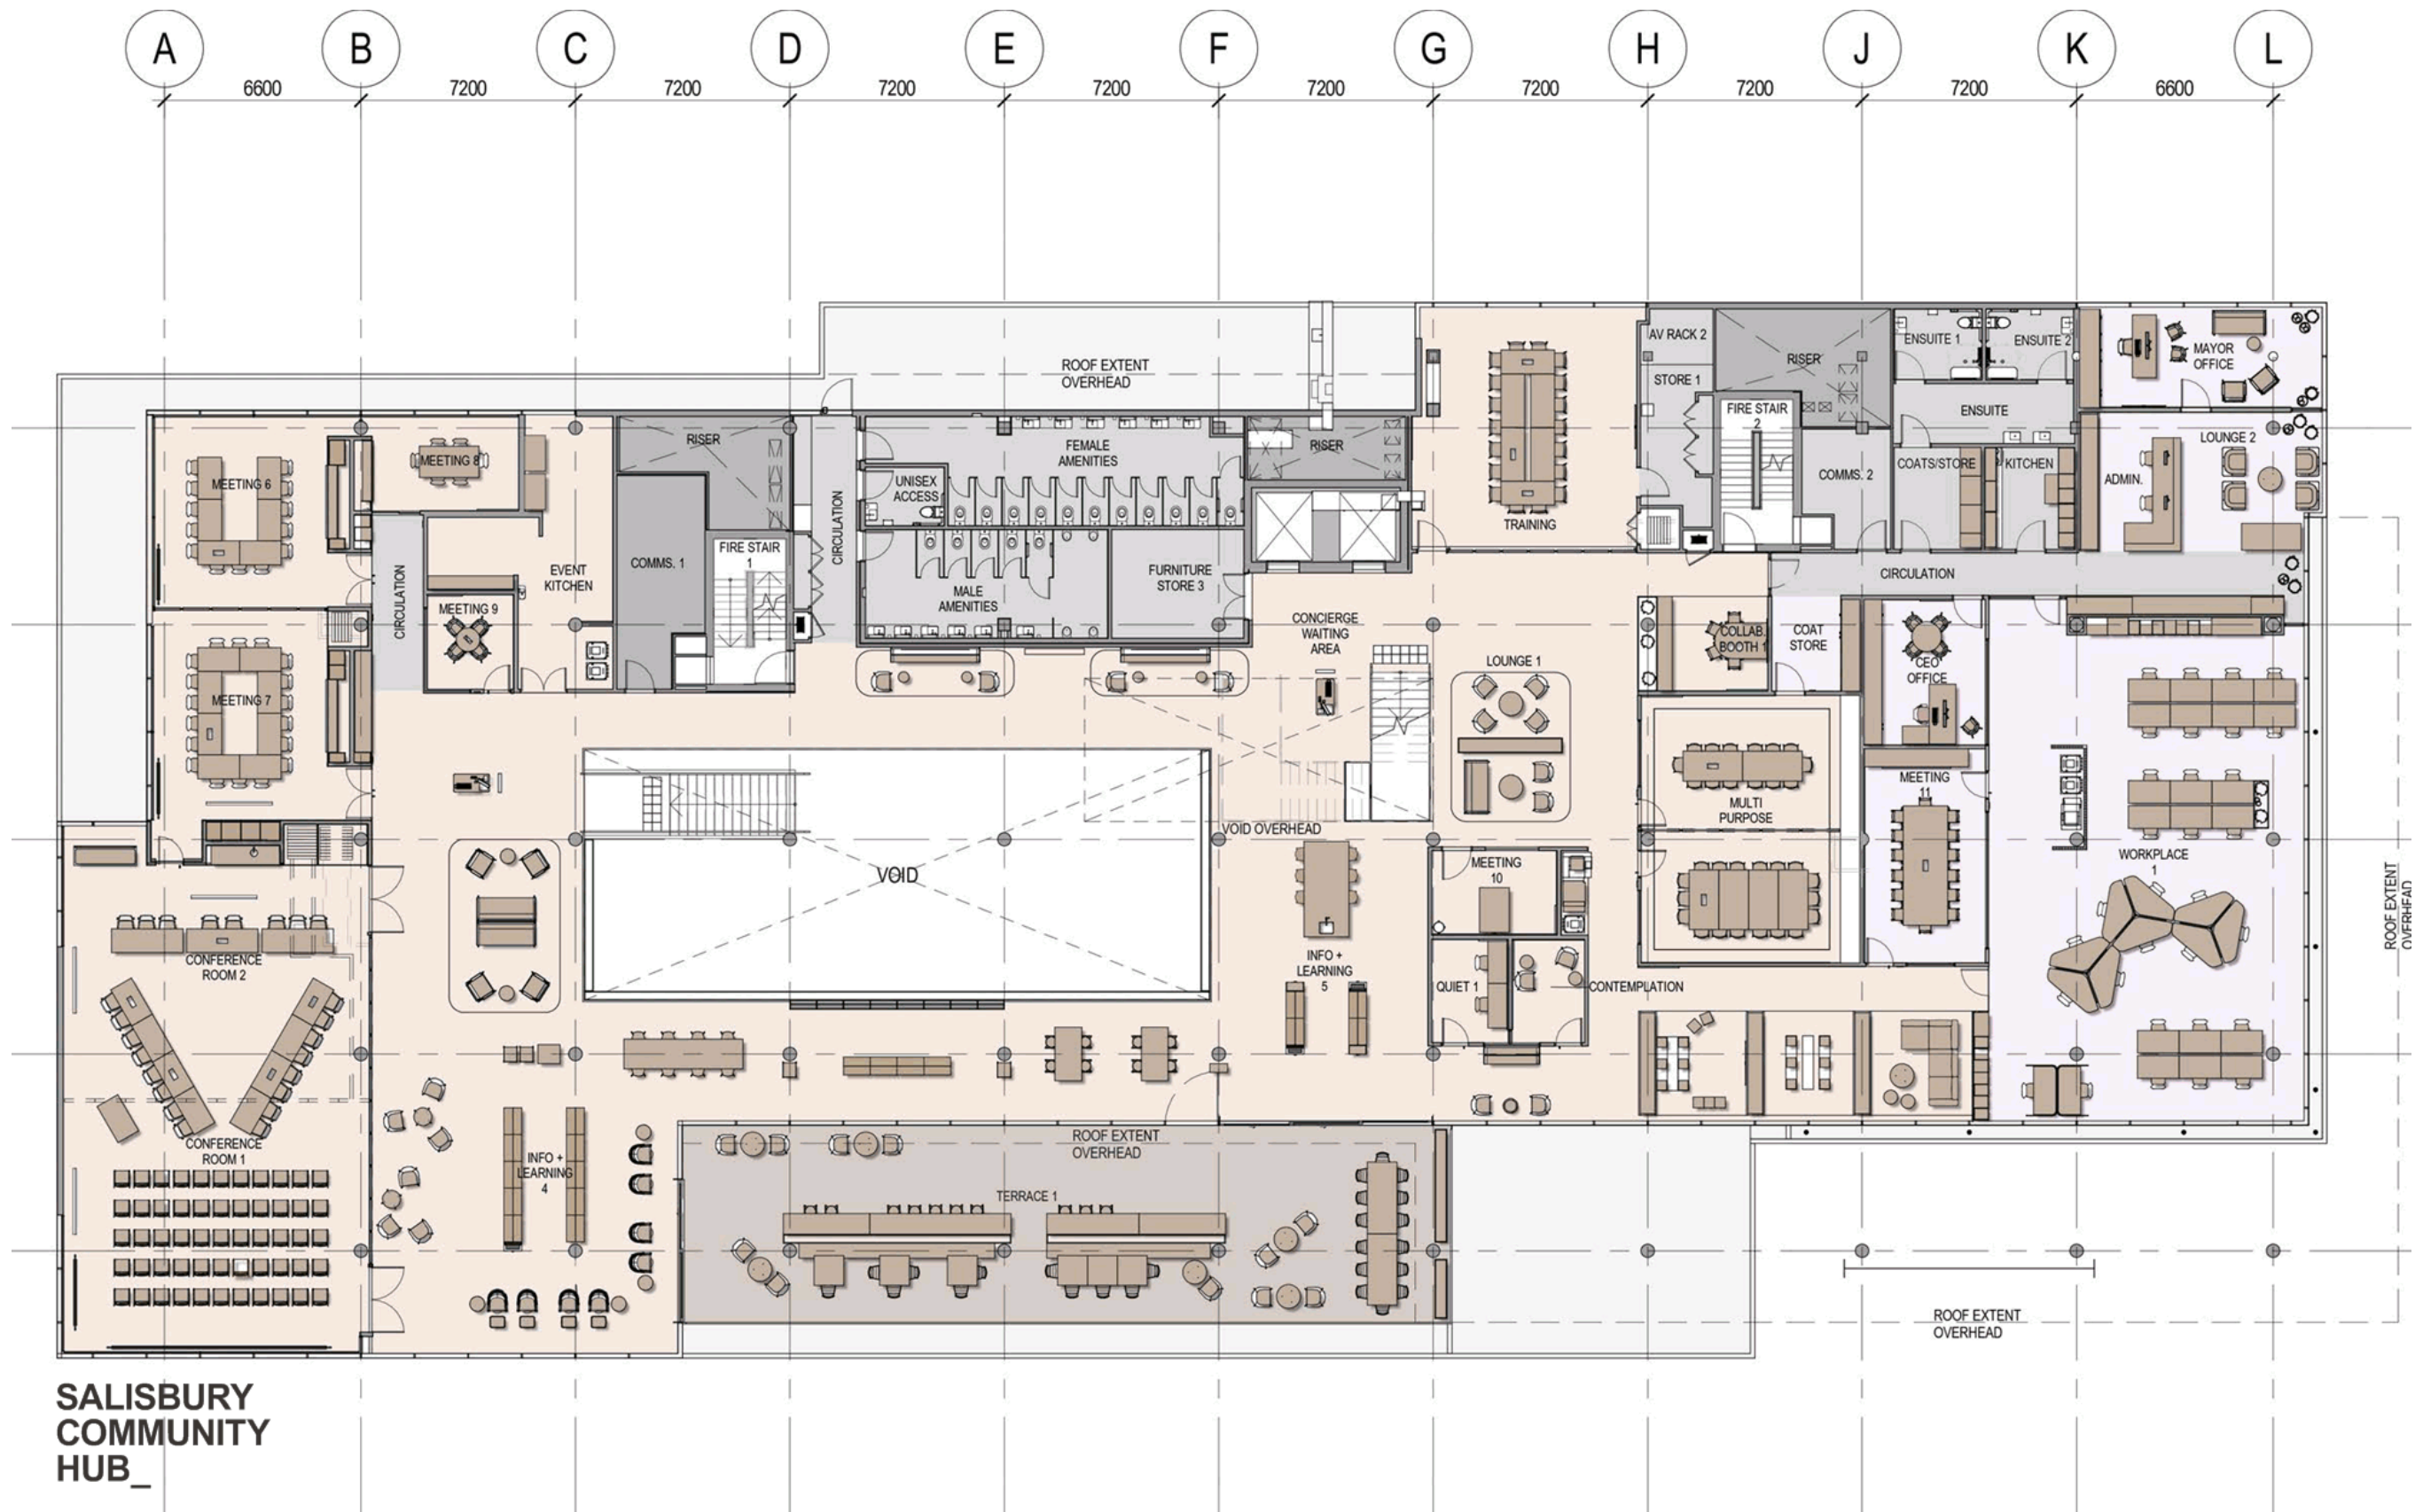 A B C D E F G H J K L
6600 7200 7200 7200 7200 7200 7200 7200 7200 6600
ROOF EXTENT
OVERHEAD
AV RACK 2
STORE 1
RISER
ENSUITE 1
ENSUITE 2
MAYOR
OFFICE
FIRE STAIR
2
ENSUITE
MEETING 6
MEETING 8
RISER
FEMALE
AMENITIES
RISER
UNISEX
ACCESS
CIRCULATION
TRAINING
COMMS. 2
COATS/STORE
KITCHEN
ADMIN.
LOUNGE 2
CIRCULATION
EVENT
KITCHEN
COMMS. 1
FIRE STAIR
1
MALE
AMENITIES
FURNITURE
STORE 3
CIRCULATION
MEETING 9
CONCIERGE
WAITING
AREA
LOUNGE 1
COLLAB.
BOOTH 1
COAT
STORE
CEO
OFFICE
MEETING 7
MULTI
PURPOSE
MEETING
11
VOID OVERHEAD
VOID
MEETING
10
WORKPLACE
1
ROOF EXTENT
OVERHEAD
CONFERENCE
ROOM 2
INFO +
LEARNING
5
QUIET 1
CONTEMPLATION
CONFERENCE
ROOM 1
INFO +
LEARNING
4
ROOF EXTENT
OVERHEAD
TERRACE 1
ROOF EXTENT
OVERHEAD
SALISBURY
COMMUNITY
HUB_